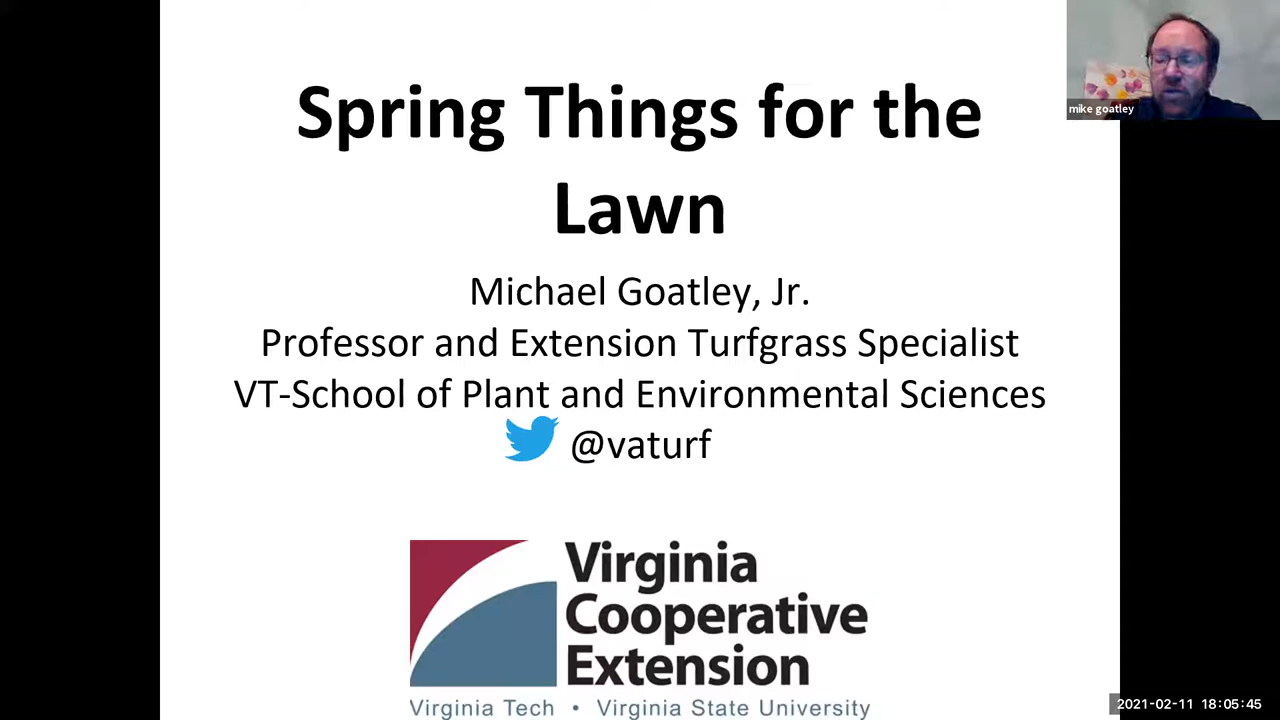 Spring Things for the
Lawn
mike goatley
Michael Goatley, Jr.
Professor and Extension Turfgrass Specialist
VT-School of Plant and Environmental Sciences
@vaturf
Virginia
Cooperative
Extension
Virginia Tech • Virginia State University
2021-02-11 18:05:45